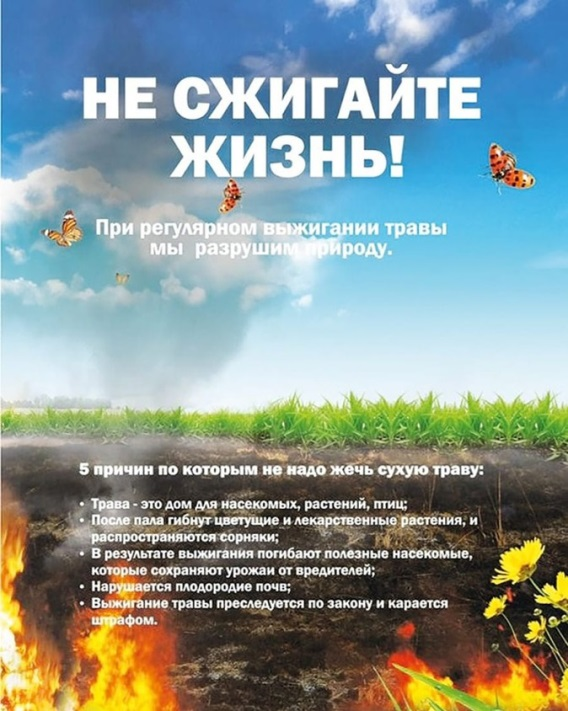 НЕ СЖИГАЙТЕ
ЖИЗНЬ!
При регулярном выжигании травы
мы разрушим природу.
5 причин по которым не надо жечь сухую траву:
• Трава - это дом для насекомых, растений, птиц;
• После пала гибнут цветущие и лекарственные растения, и
распространяются сорняки;
• В результате выжигания погибают полезные насекомые,
которые сохраняют урожаи от вредителей;
• Нарушается плодородие почв;
• Выжигание травы преследуется по закону и карается
штрафом.